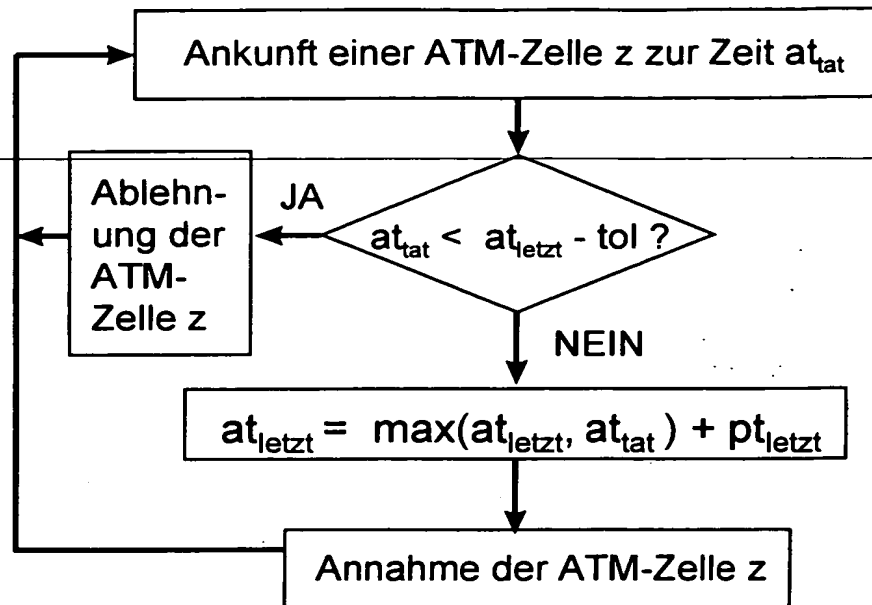 Ankunft einer ATM-Zelle z zur Zeit at_tat
Ablehn-
ung der
ATM-
Zelle z
JA
at_tat < at_letzt - tol ?
NEIN
at_letzt = max(at_letzt, at_tat ) + pt_letzt
Annahme der ATM-Zelle z